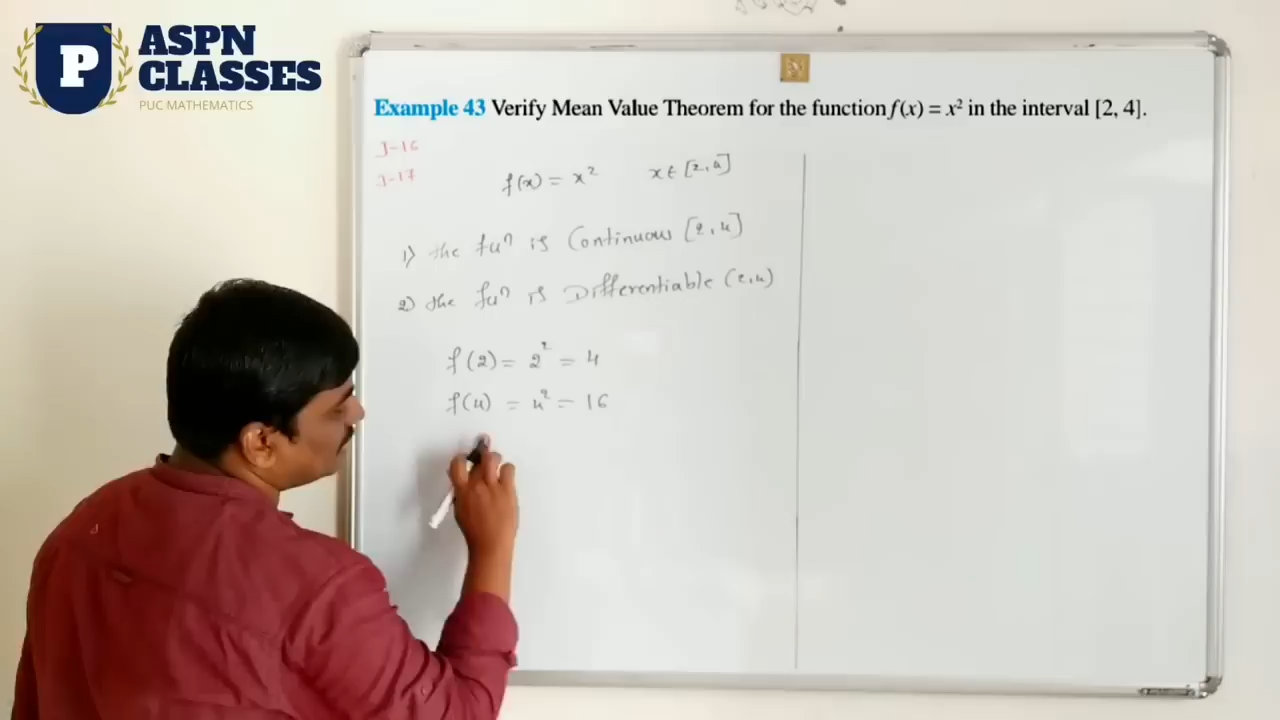 P
ASPN
CLASSES
PUC MATHEMATICS
Example 43 Verify Mean Value Theorem for the function f(x) = x² in the interval [2, 4].
J-16
J-17
f(x) = x² x∈[2,4]
1) the fuⁿ is Continuous [2,4]
2) the fuⁿ is Differentiable (2,4)
f(2) = 2² = 4
f(4) = 4² = 16